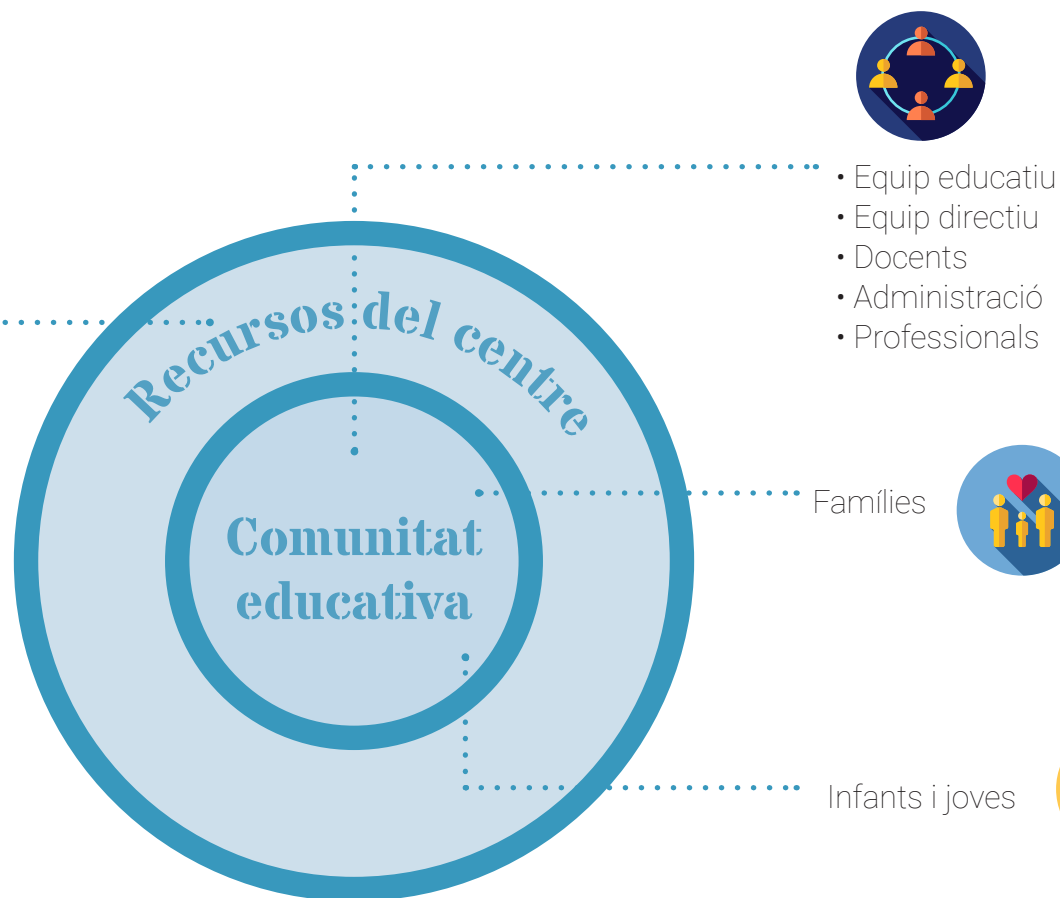 • Equip educatiu
• Equip directiu
• Docents
• Administració
• Professionals
Recursos del centre
Famílies
Comunitat
educativa
Infants i joves